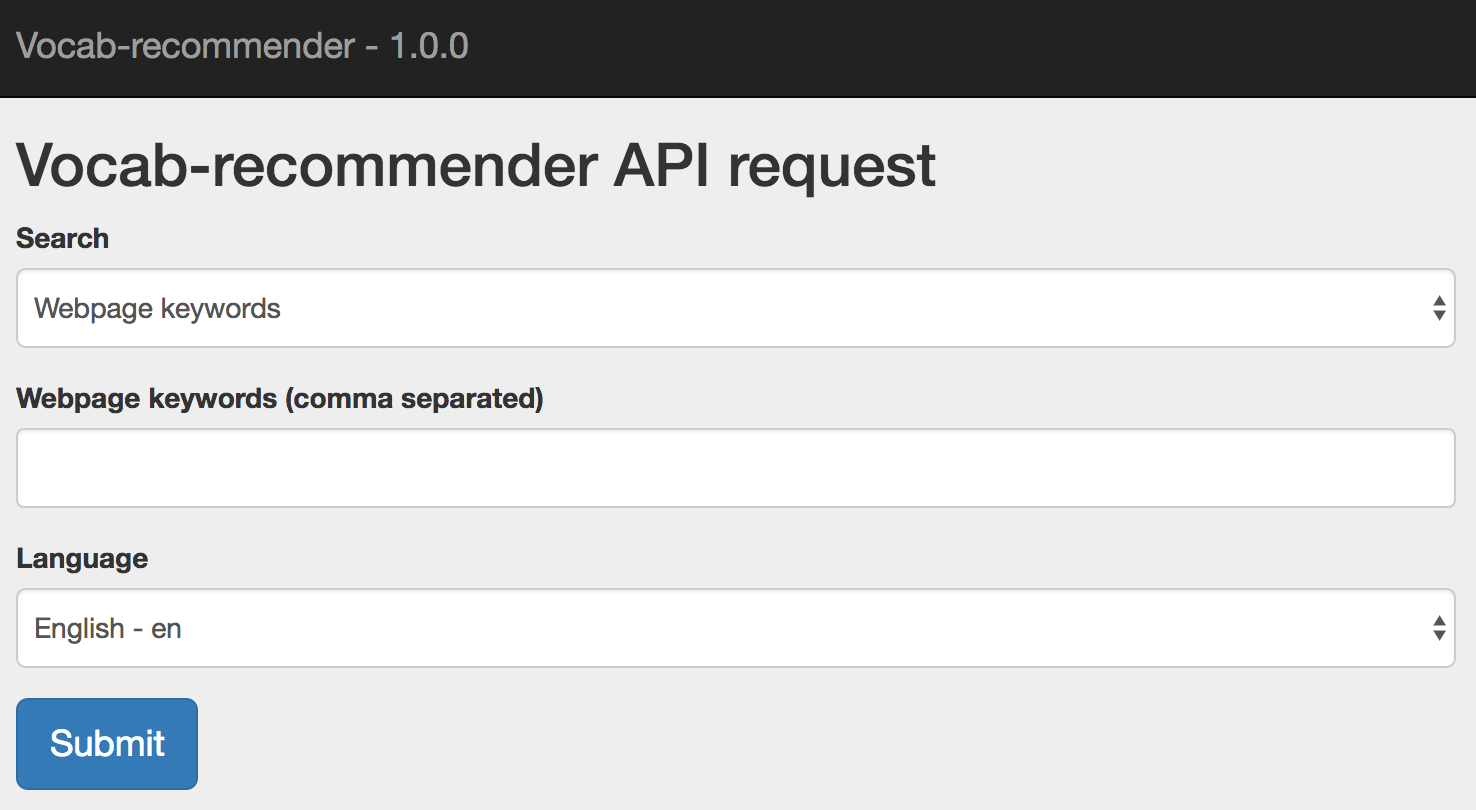 Vocab-recommender - 1.0.0
Vocab-recommender API request
Search
Webpage keywords
Webpage keywords (comma separated)
Language
English - en
Submit